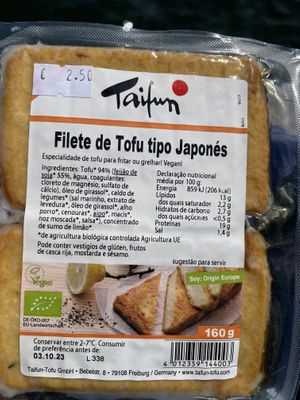 € 2.50
Taifun
Filete de Tofu tipo Japonés
Especialidade de tofu para fritar ou grelhar! Vegan!
Ingredientes: Tofu* 94% (feijão de
soja* 55%, água, coagulantes:
cloreto de magnésio, sulfato de
cálcio), óleo de girassol*, caldo de
legumes* (sal marinho, extrato de
levedura*, óleo de girassol*, alho
porro*, cenouras*, aipo*, macis*,
noz moscada*, salsa*), concentrado
de sumo de limão*.
Declaração nutricional
média por 100 g:
Energia 859 kJ (206 kcal)
Lípidos 13 g
dos quais saturados 2,2 g
Hidratos de carbono 2,7 g
dos quais açúcares <0,5 g
Proteínas 19 g
Sal 1,4 g
*de agricultura biológica controlada Agricultura UE
Pode conter vestígios de glúten, frutos
de casca rija, mostarda e sésamo.
sugestão para servir
vegan
Soy: Origin Europe
DE-ÖKO-007
EU-Landwirtschaft
160 g
Conservar entre 2-7°C. Consumir
de preferência antes de:
03.10.23 L 338
4 012359 144003
Taifun-Tofu GmbH • Bebelstr. 8 • 79108 Freiburg / Germany • www.taifun-tofu.com